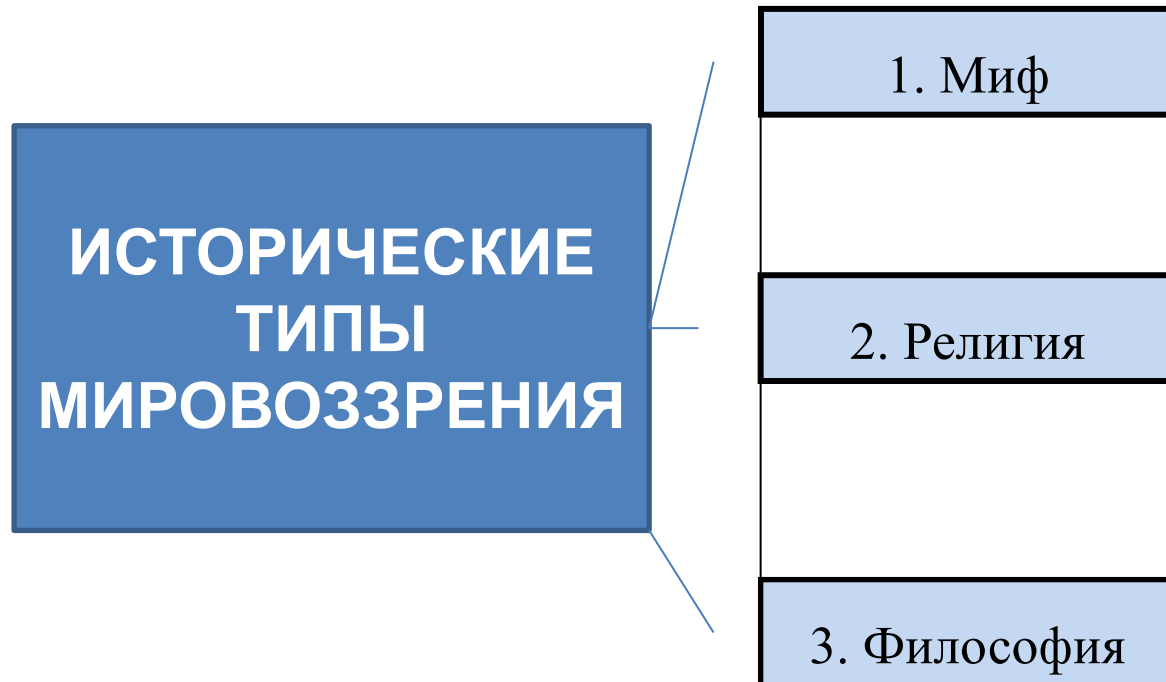 ИСТОРИЧЕСКИЕ
ТИПЫ
МИРОВОЗЗРЕНИЯ
1. Миф
2. Религия
3. Философия